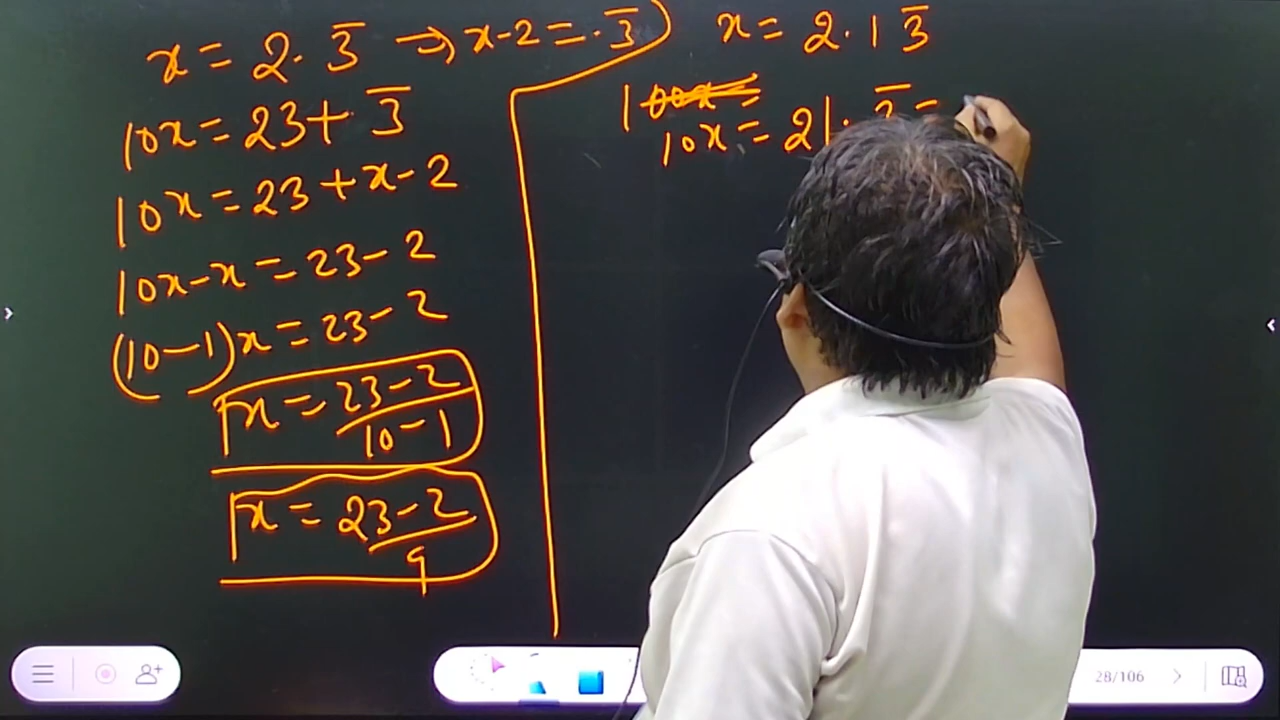 x = 2.3̅ → x-2 = .3̅
10x = 23 + .3̅
10x = 23 + x - 2
10x - x = 23 - 2
(10-1)x = 23 - 2
x = 23-2/10-1
x = 23-2/9
x = 2.13̅
10x = 21.3̅ =
28/106